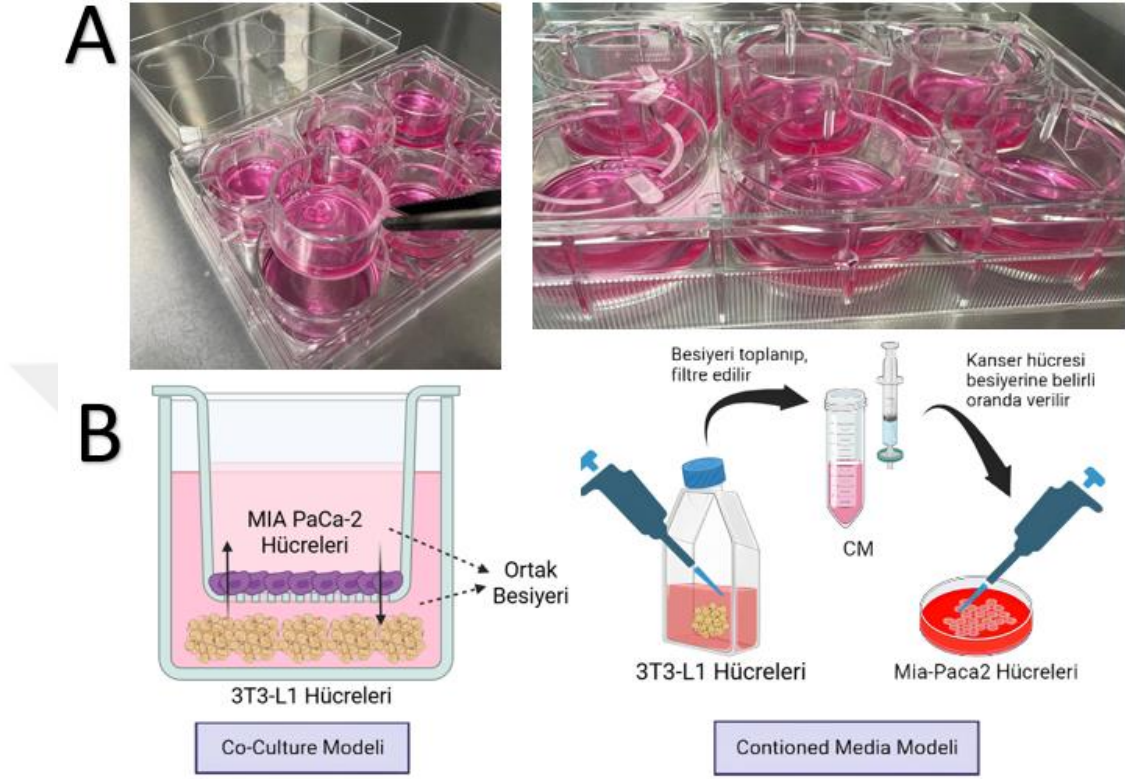 A
B
MIA PaCa-2
Hücreleri
Ortak
Besiyeri
3T3-L1 Hücreleri
Co-Culture Modeli
Besiyeri toplanıp,
filtre edilir
Kanser hücresi
besiyerine belirli
oranda verilir
CM
3T3-L1 Hücreleri
Mia-Paca2 Hücreleri
Contioned Media Modeli